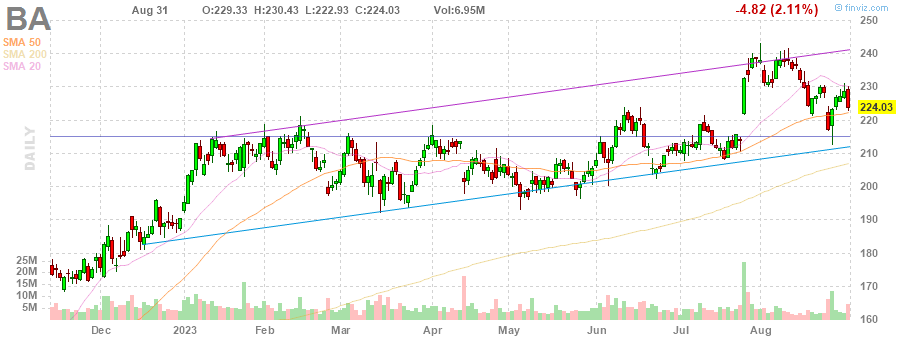 BA Aug 31 O:229.33 H:230.43 L:222.93 C:224.03 Vol:6.95M -4.82 (2.11%) finviz.com
SMA 50
SMA 200
SMA 20
DAILY
250
240
230
224.03
220
210
200
190
180
170
160
25M
20M
15M
10M
5M
Dec 2023 Feb Mar Apr May Jun Jul Aug